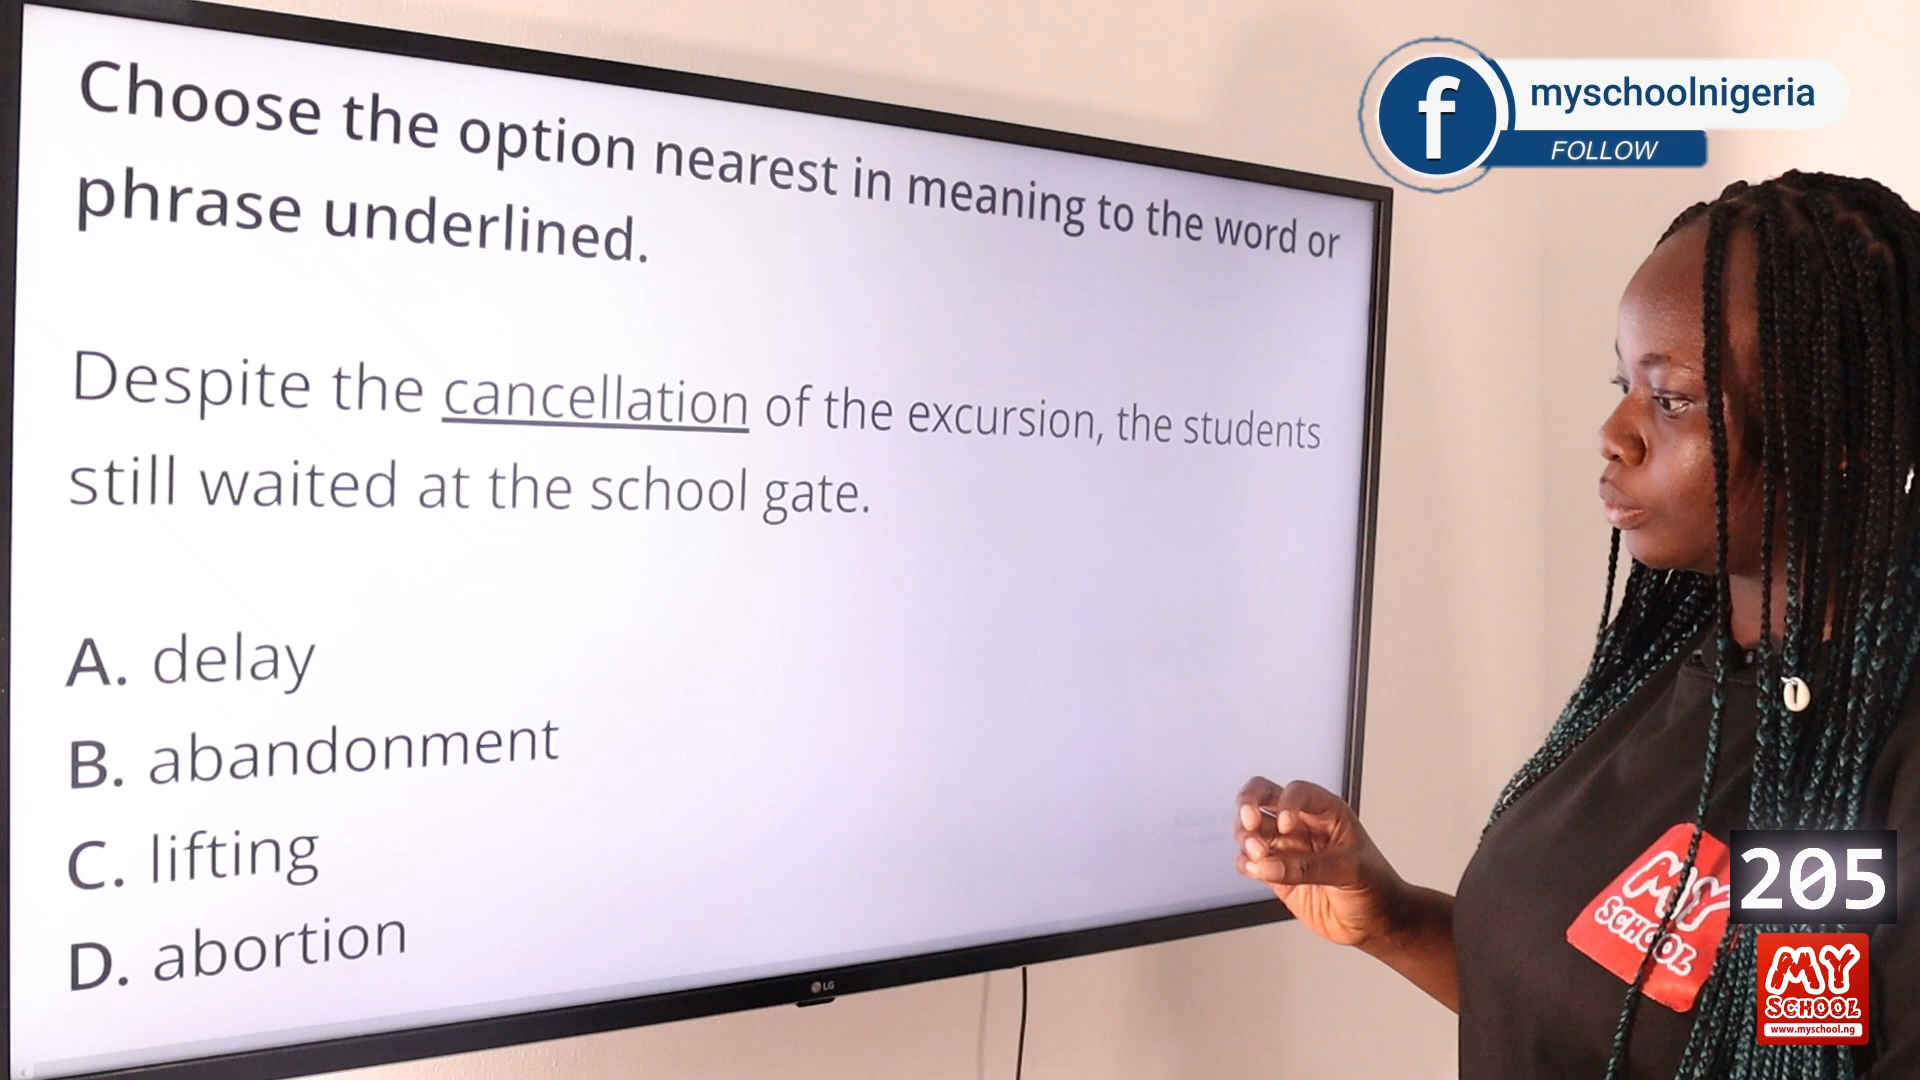 Choose the option nearest in meaning to the word or
phrase underlined.
Despite the cancellation of the excursion, the students
still waited at the school gate.
A. delay
B. abandonment
C. lifting
D. abortion
LG
f
myschoolnigeria
FOLLOW
MY
SCHOOL
205
MY
SCHOOL
www.myschool.ng